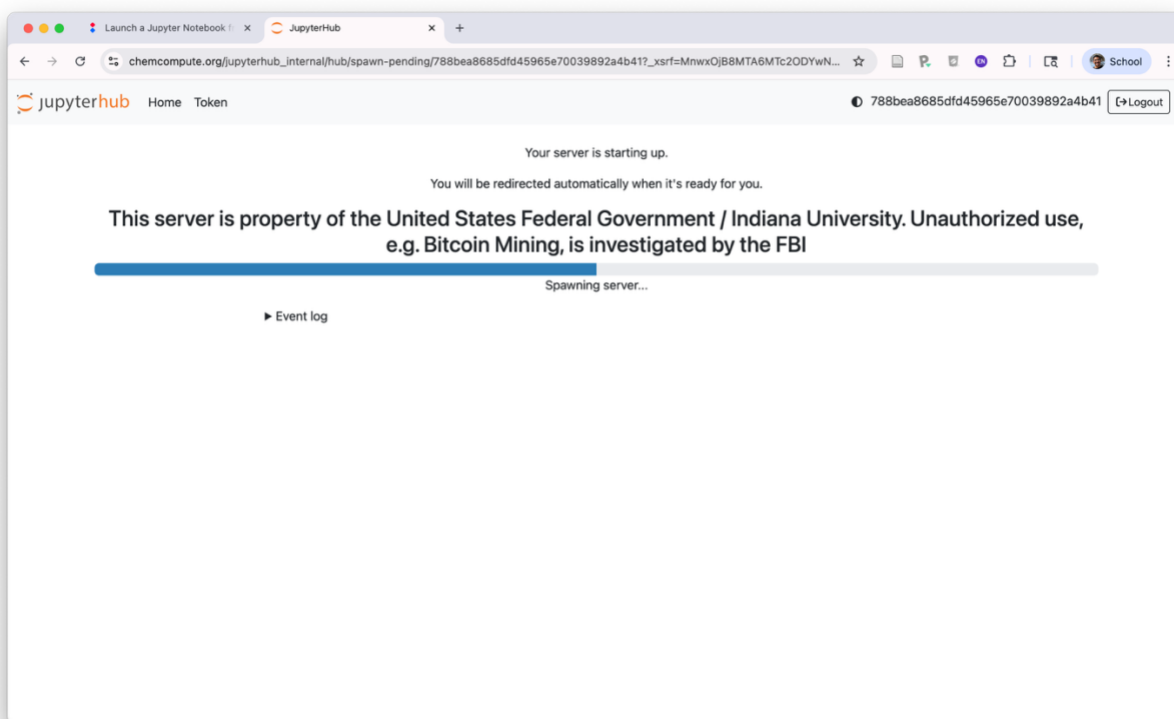 Launch a Jupyter Notebook f
JupyterHub
chemcompute.org/jupyterhub_internal/hub/spawn-pending/788bea8685dfd45965e70039892a4b41?_xsrf=MnwxOjB8MTA6MTc2ODYwN...
School
jupyterhub Home Token
788bea8685dfd45965e70039892a4b41 Logout
Your server is starting up.
You will be redirected automatically when it's ready for you.
This server is property of the United States Federal Government / Indiana University. Unauthorized use,
e.g. Bitcoin Mining, is investigated by the FBI
Spawning server...
Event log